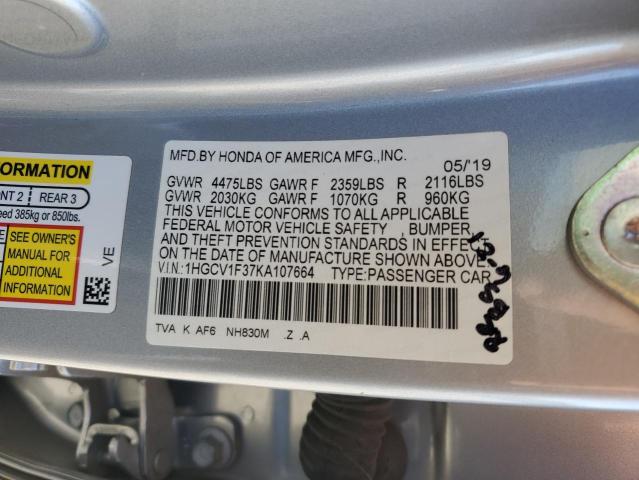 FORMATION
NT 2 REAR 3
eed 385kg or 850lbs.
SEE OWNER'S
MANUAL FOR
ADDITIONAL
INFORMATION
VE
MFD.BY HONDA OF AMERICA MFG.,INC. 05/'19
GVWR 4475LBS GAWR F 2359LBS R 2116LBS
GVWR 2030KG GAWR F 1070KG R 960KG
THIS VEHICLE CONFORMS TO ALL APPLICABLE
FEDERAL MOTOR VEHICLE SAFETY , BUMPER,
AND THEFT PREVENTION STANDARDS IN EFFECT
ON THE DATE OF MANUFACTURE SHOWN ABOVE.
V.I.N.:1HGCV1F37KA107664 TYPE:PASSENGER CAR
TVA K AF6 NH830M .Z .A